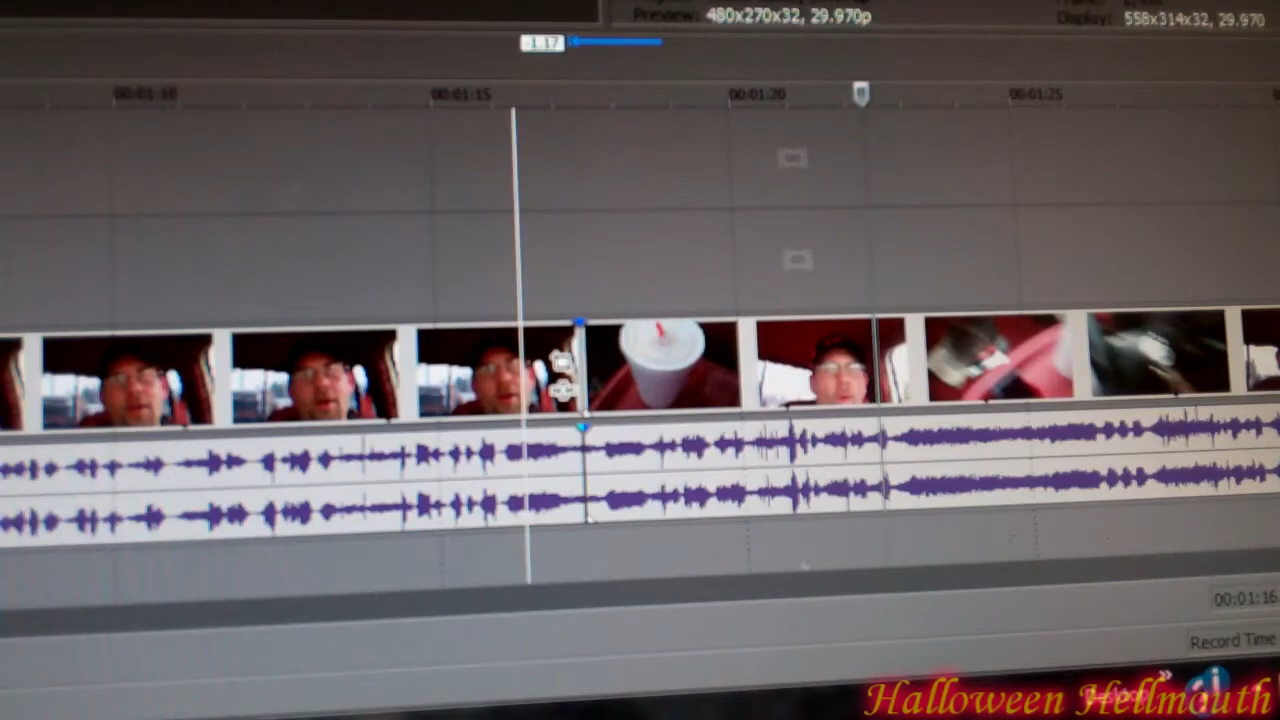 Preview: 480x270x32, 29.970p
Display: 558x314x32, 29.970
-1.17
00:01:10 00:01:15 00:01:20 00:01:25
00:01:16
Record Time
Halloween Hellmouth